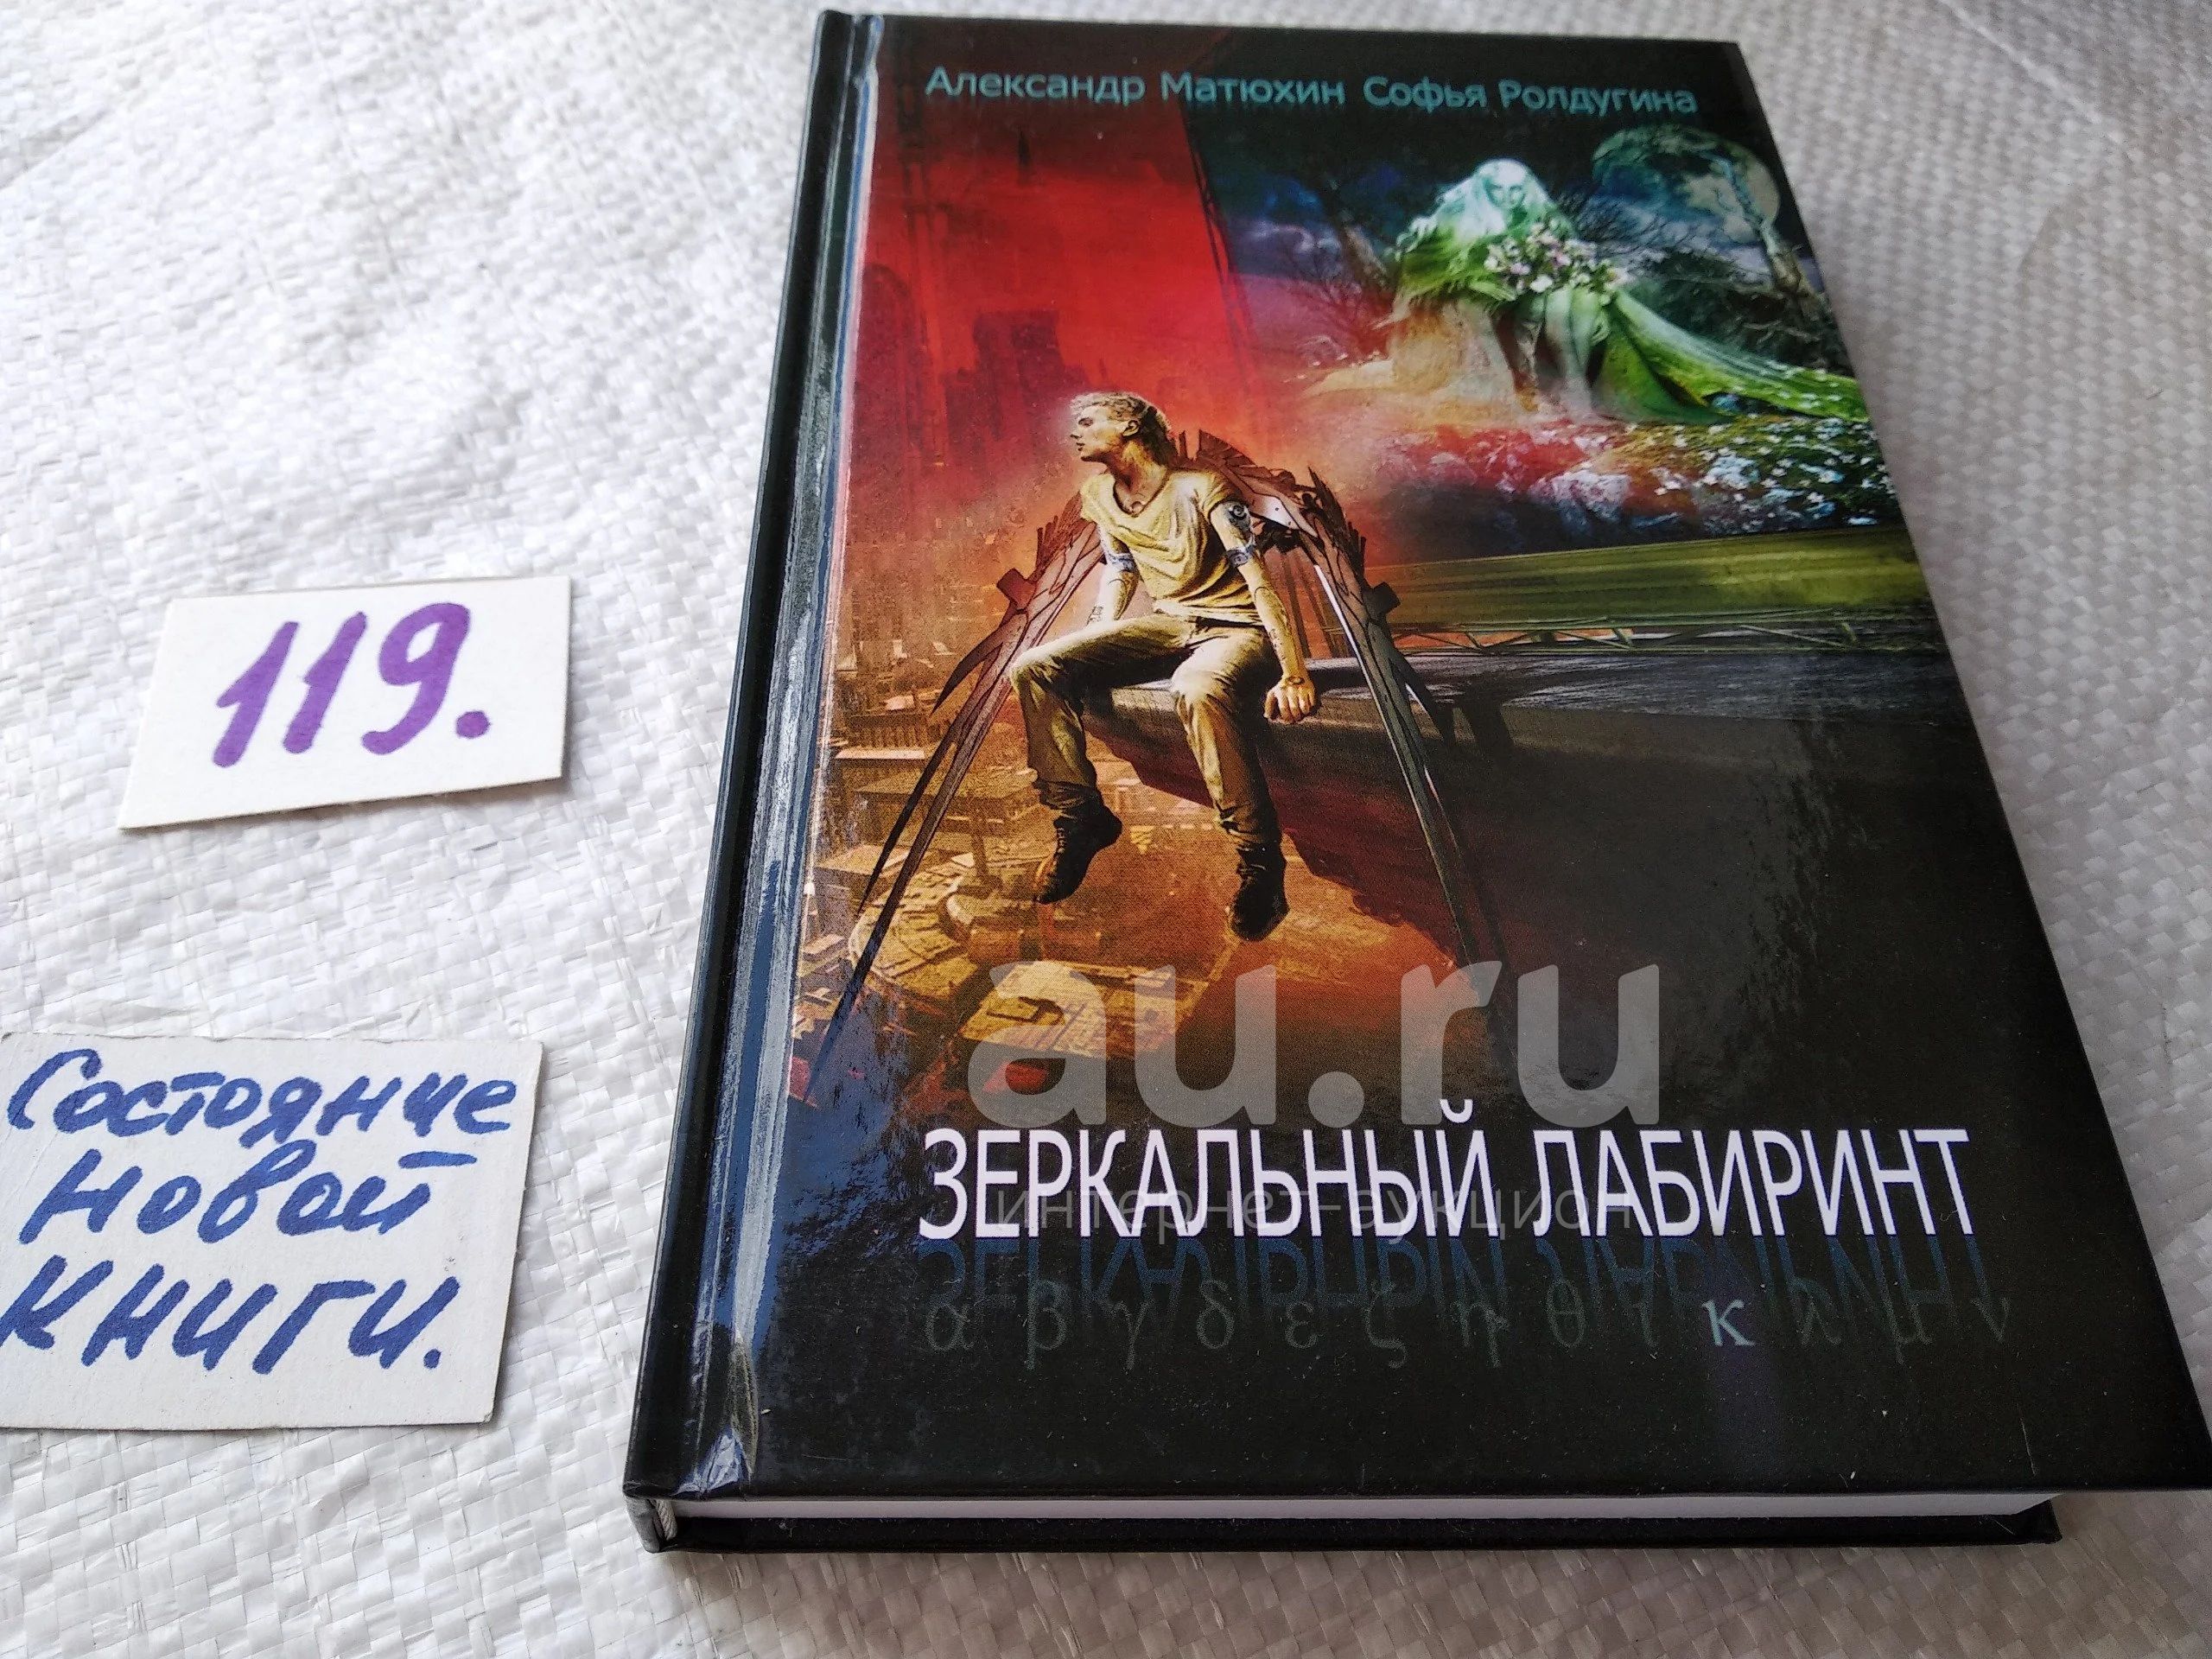 Александр Матюхин Софья Ролдугина
119.
Состояние
новой
книги.
au.ru
ЗЕРКАЛЬНЫЙ ЛАБИРИНТ
интернет-аукцион
α β γ δ ε ζ η θ ι κ λ μ ν